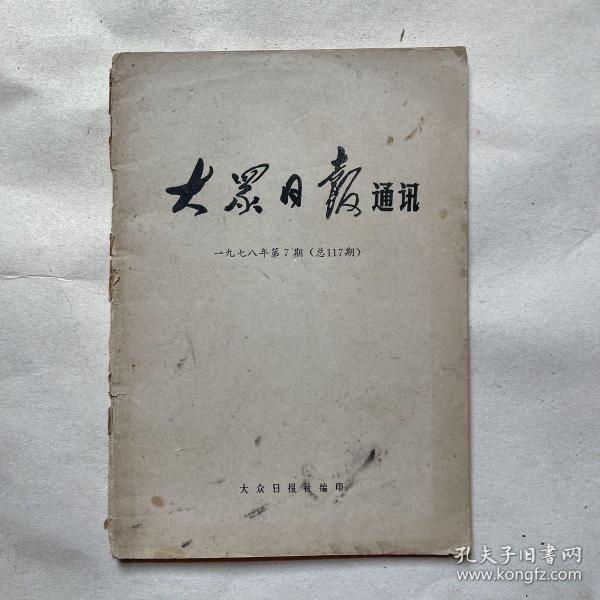 大眾日報通讯
一九七八年第7期（总117期）
大众日报社编印
孔夫子旧书网
www.kongfz.com